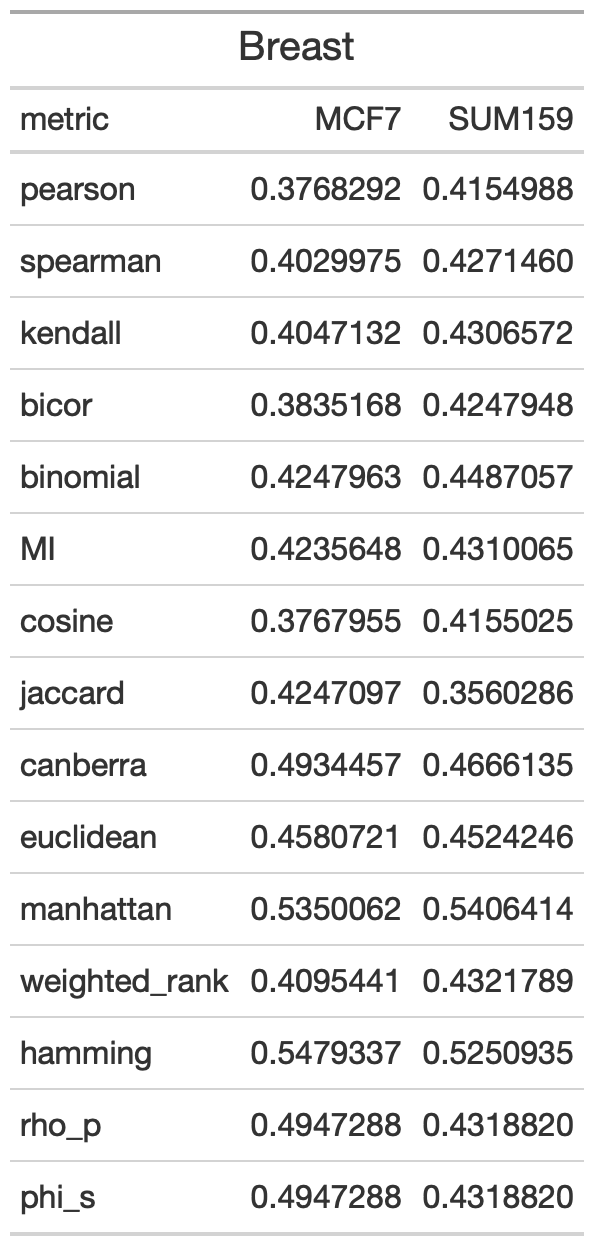 Breast
metric MCF7 SUM159
pearson 0.3768292 0.4154988
spearman 0.4029975 0.4271460
kendall 0.4047132 0.4306572
bicor 0.3835168 0.4247948
binomial 0.4247963 0.4487057
MI 0.4235648 0.4310065
cosine 0.3767955 0.4155025
jaccard 0.4247097 0.3560286
canberra 0.4934457 0.4666135
euclidean 0.4580721 0.4524246
manhattan 0.5350062 0.5406414
weighted_rank 0.4095441 0.4321789
hamming 0.5479337 0.5250935
rho_p 0.4947288 0.4318820
phi_s 0.4947288 0.4318820